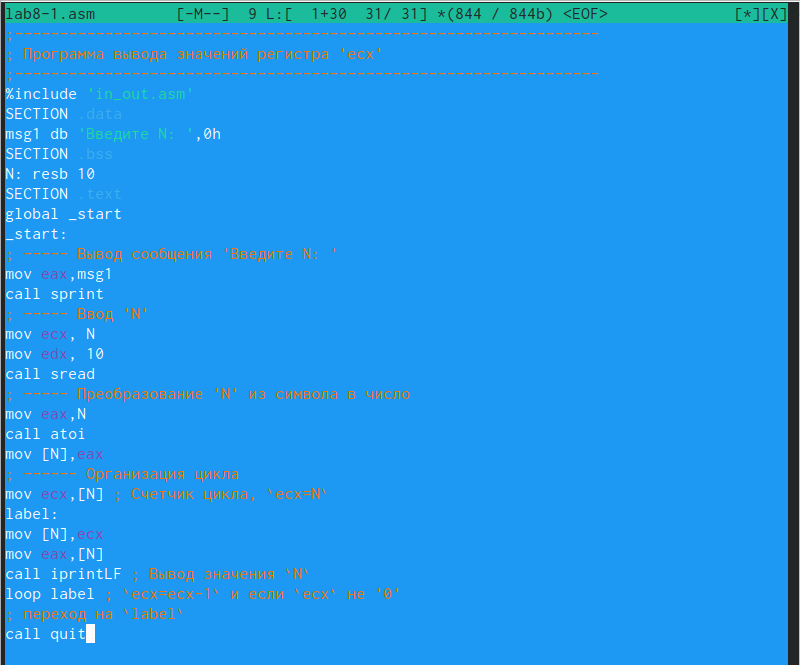 lab8-1.asm [-M--] 9 L:[ 1+30 31/ 31] *(844 / 844b) <EOF> [*][X]
;-----------------------------------------------------------------
; Программа вывода значений регистра 'ecx'
;-----------------------------------------------------------------
%include 'in_out.asm'
SECTION .data
msg1 db 'Введите N: ',0h
SECTION .bss
N: resb 10
SECTION .text
global _start
_start:
; ----- Вывод сообщения 'Введите N: '
mov eax,msg1
call sprint
; ----- Ввод 'N'
mov ecx, N
mov edx, 10
call sread
; ----- Преобразование 'N' из символа в число
mov eax,N
call atoi
mov [N],eax
; ------ Организация цикла
mov ecx,[N] ; Счетчик цикла, `ecx=N`
label:
mov [N],ecx
mov eax,[N]
call iprintLF ; Вывод значения `N`
loop label ; `ecx=ecx-1` и если `ecx` не '0'
; переход на `label`
call quit